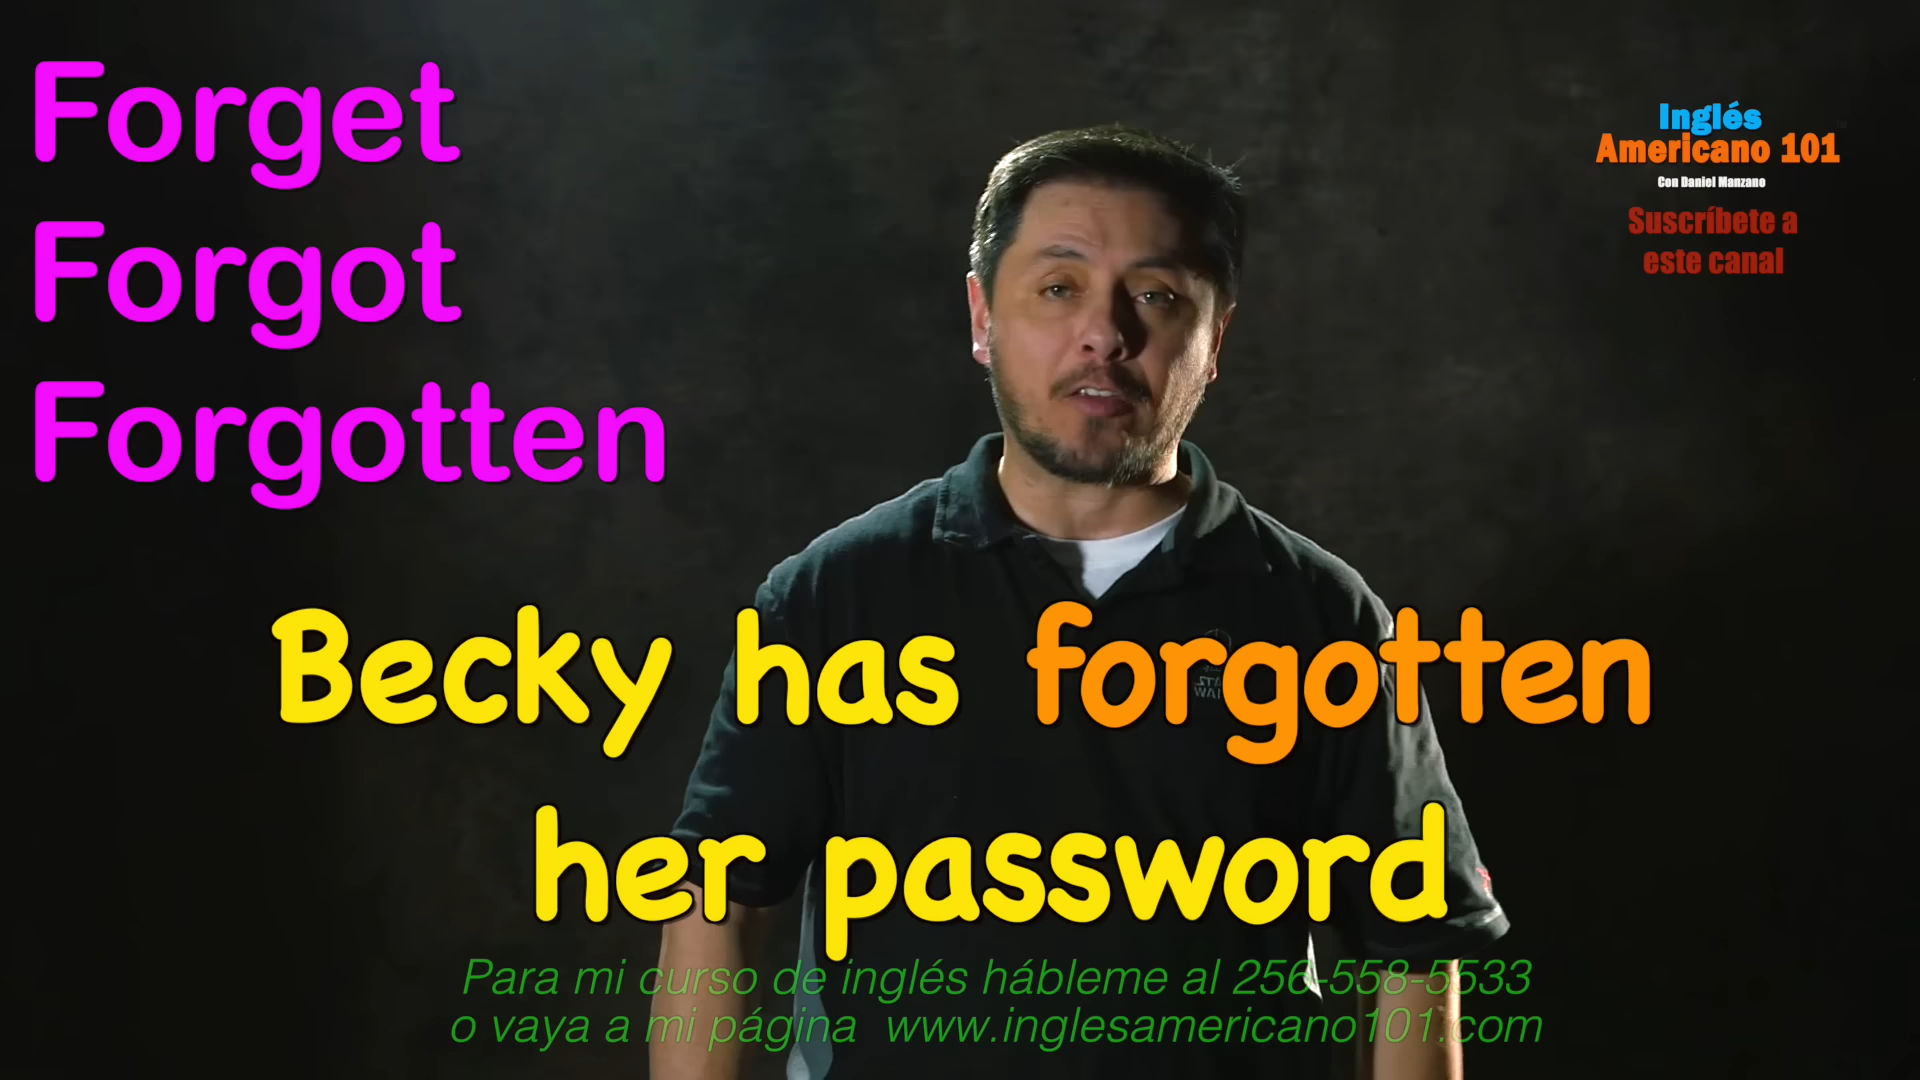 Forget
Forgot
Forgotten
Inglés
Americano 101
Con Daniel Manzano
Suscríbete a
este canal
Becky has forgotten
her password
Para mi curso de inglés hábleme al 256-558-5533
o vaya a mi página www.inglesamericano101.com